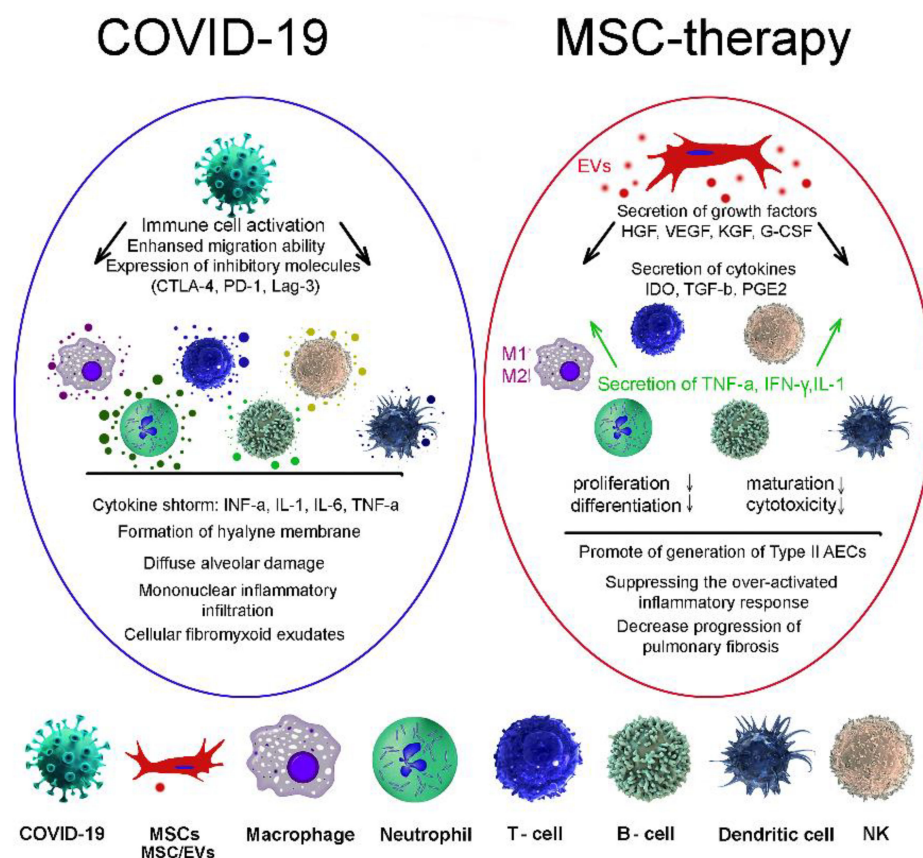 COVID-19
MSC-therapy
Immune cell activation
Enhansed migration ability
Expression of inhibitory molecules
(CTLA-4, PD-1, Lag-3)
Cytokine shtorm: INF-a, IL-1, IL-6, TNF-a
Formation of hyalyne membrane
Diffuse alveolar damage
Mononuclear inflammatory
infiltration
Cellular fibromyxoid exudates
EVs
Secretion of growth factors
HGF, VEGF, KGF, G-CSF
Secretion of cytokines
IDO, TGF-b, PGE2
M1
M2
Secretion of TNF-a, IFN-γ,IL-1
proliferation ↓
differentiation ↓
maturation ↓
cytotoxicity ↓
Promote of generation of Type II AECs
Suppressing the over-activated
inflammatory response
Decrease progression of
pulmonary fibrosis
COVID-19
MSCs
MSC/EVs
Macrophage
Neutrophil
T- cell
B - cell
Dendritic cell
NK